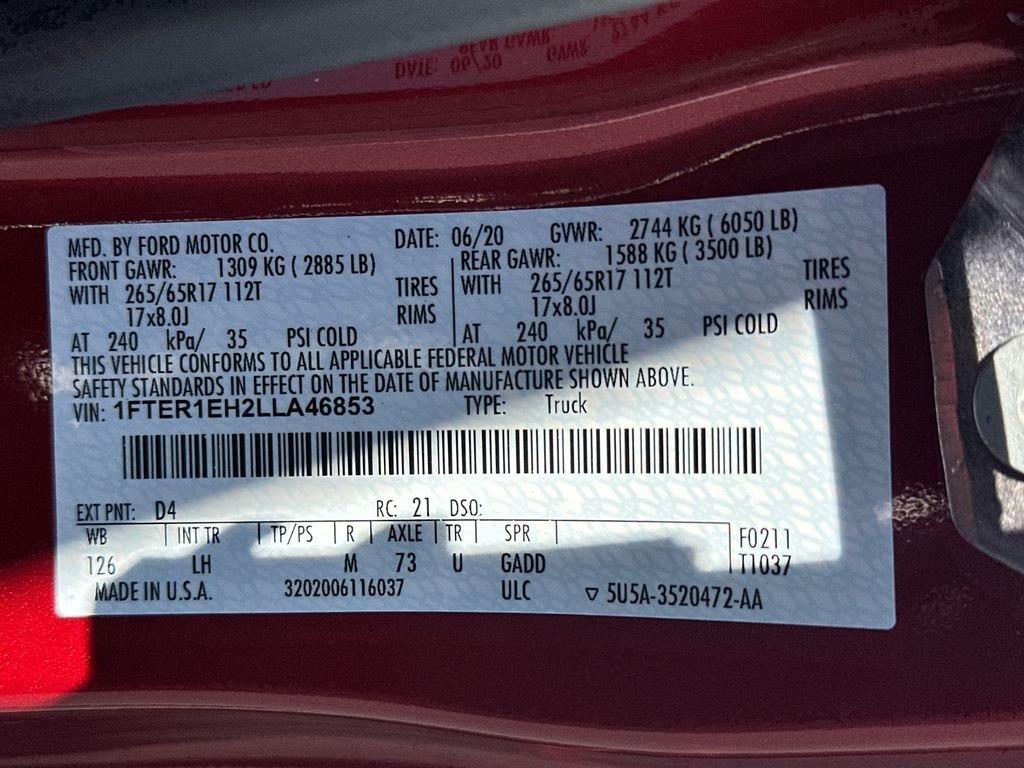 MFD. BY FORD MOTOR CO. DATE: 06/20 GVWR: 2744 KG ( 6050 LB)
FRONT GAWR: 1309 KG ( 2885 LB) REAR GAWR: 1588 KG ( 3500 LB)
WITH 265/65R17 112T TIRES WITH 265/65R17 112T TIRES
17x8.0J RIMS 17x8.0J RIMS
AT 240 kPa/ 35 PSI COLD AT 240 kPa/ 35 PSI COLD
THIS VEHICLE CONFORMS TO ALL APPLICABLE FEDERAL MOTOR VEHICLE
SAFETY STANDARDS IN EFFECT ON THE DATE OF MANUFACTURE SHOWN ABOVE.
VIN: 1FTER1EH2LLA46853 TYPE: Truck
EXT PNT: D4 RC: 21 DSO:
WB INT TR TP/PS R AXLE TR SPR F0211
126 LH M 73 U GADD T1037
MADE IN U.S.A. 3202006116037 ULC ▽ 5U5A-3520472-AA